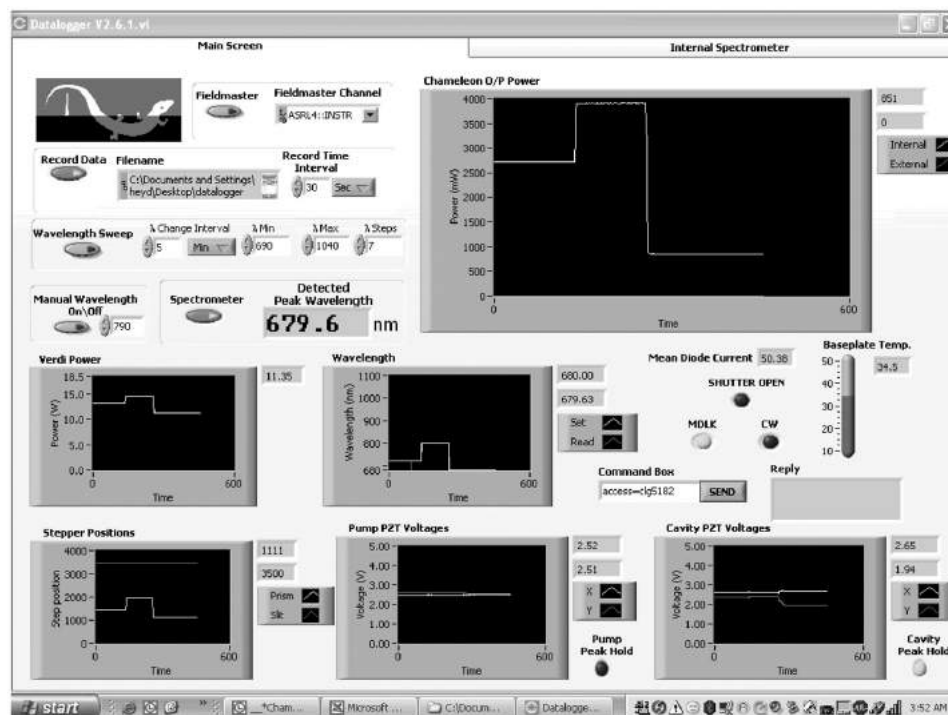 Datalogger V2.6.1.vi
Main Screen
Internal Spectrometer
Fieldmaster
Fieldmaster Channel
ASRL4::INSTR
Record Data
Filename
C:\Documents and Settings\
heyd\Desktop\datalogger
Record Time
Interval
30
Sec
Wavelength Sweep
λ Change Interval
5
Min
λ Min
690
λ Max
1040
λ Steps
7
Manual Wavelength
On\Off
790
Spectrometer
Detected
Peak Wavelength
679.6 nm
Chameleon O/P Power
4000
3500
3000
2500
2000
1500
1000
500
0
Power (mW)
0
600
Time
851
0
Internal
External
Verdi Power
11.35
18.5
15.0
10.0
5.0
0.0
Power (W)
0
600
Time
Wavelength
1100
1000
900
800
680
Wavelength (nm)
0
600
Time
680.00
679.63
Set
Read
Mean Diode Current 50.38
SHUTTER OPEN
MDLK
CW
Baseplate Temp.
34.5
50
40
30
20
10
Command Box
access=clg5182
SEND
Reply
Stepper Positions
4000
3000
2000
1000
0
Step position
0
600
Time
1111
3500
Prism
Slit
Pump PZT Voltages
5.00
4.00
3.00
2.00
1.00
0.00
Voltage (V)
0
600
Time
2.52
2.51
X
Y
Pump
Peak Hold
Cavity PZT Voltages
5.00
4.00
3.00
2.00
1.00
0.00
Voltage (V)
0
600
Time
2.65
1.94
X
Y
Cavity
Peak Hold
start
»
_*Cham...
Microsoft ...
C:\Docum...
Datalogge...
3:52 AM